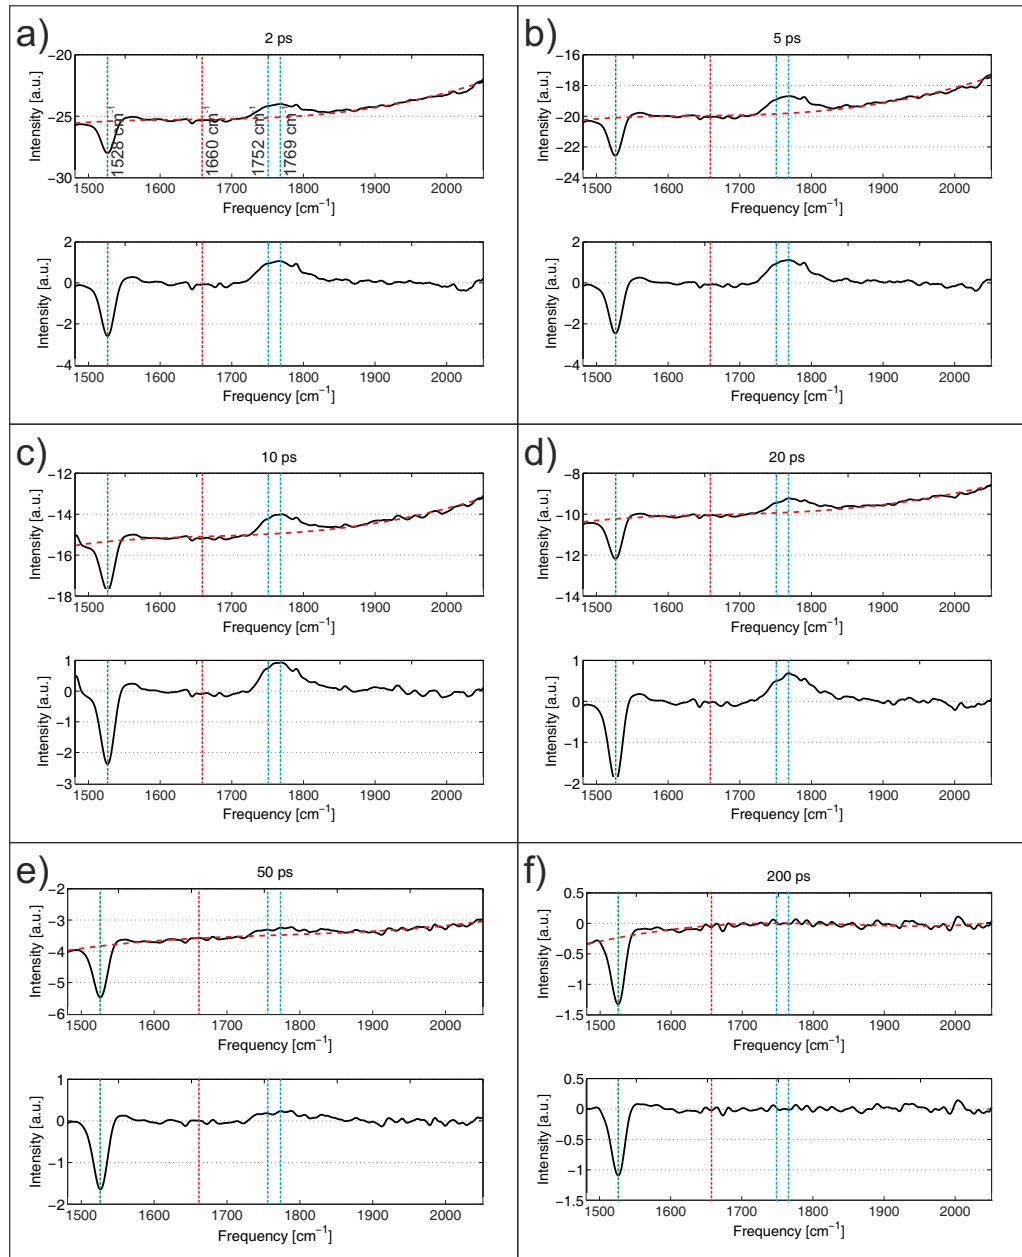 a)
2 ps
−20
−25
−30
Intensity [a.u.]
1528 cm⁻¹
1660 cm⁻¹
1752 cm⁻¹
1769 cm⁻¹
1500 1600 1700 1800 1900 2000
Frequency [cm⁻¹]
2
0
−2
−4
Intensity [a.u.]
1500 1600 1700 1800 1900 2000
Frequency [cm⁻¹]
b)
5 ps
−16
−18
−20
−22
−24
Intensity [a.u.]
1500 1600 1700 1800 1900 2000
Frequency [cm⁻¹]
2
0
−2
−4
Intensity [a.u.]
1500 1600 1700 1800 1900 2000
Frequency [cm⁻¹]
c)
10 ps
−12
−14
−16
−18
Intensity [a.u.]
1500 1600 1700 1800 1900 2000
Frequency [cm⁻¹]
1
0
−1
−2
−3
Intensity [a.u.]
1500 1600 1700 1800 1900 2000
Frequency [cm⁻¹]
d)
20 ps
−8
−10
−12
−14
Intensity [a.u.]
1500 1600 1700 1800 1900 2000
Frequency [cm⁻¹]
1
0
−1
−2
Intensity [a.u.]
1500 1600 1700 1800 1900 2000
Frequency [cm⁻¹]
e)
50 ps
−2
−3
−4
−5
−6
Intensity [a.u.]
1500 1600 1700 1800 1900 2000
Frequency [cm⁻¹]
1
0
−1
−2
Intensity [a.u.]
1500 1600 1700 1800 1900 2000
Frequency [cm⁻¹]
f)
200 ps
0.5
0
−0.5
−1
−1.5
Intensity [a.u.]
1500 1600 1700 1800 1900 2000
Frequency [cm⁻¹]
0.5
0
−0.5
−1
−1.5
Intensity [a.u.]
1500 1600 1700 1800 1900 2000
Frequency [cm⁻¹]